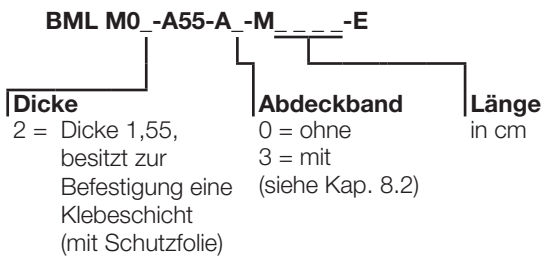 BML M0_-A55-A_-M_ _ _ _-E
Dicke
2 = Dicke 1,55,
besitzt zur
Befestigung eine
Klebeschicht
(mit Schutzfolie)
Abdeckband
0 = ohne
3 = mit
(siehe Kap. 8.2)
Länge
in cm